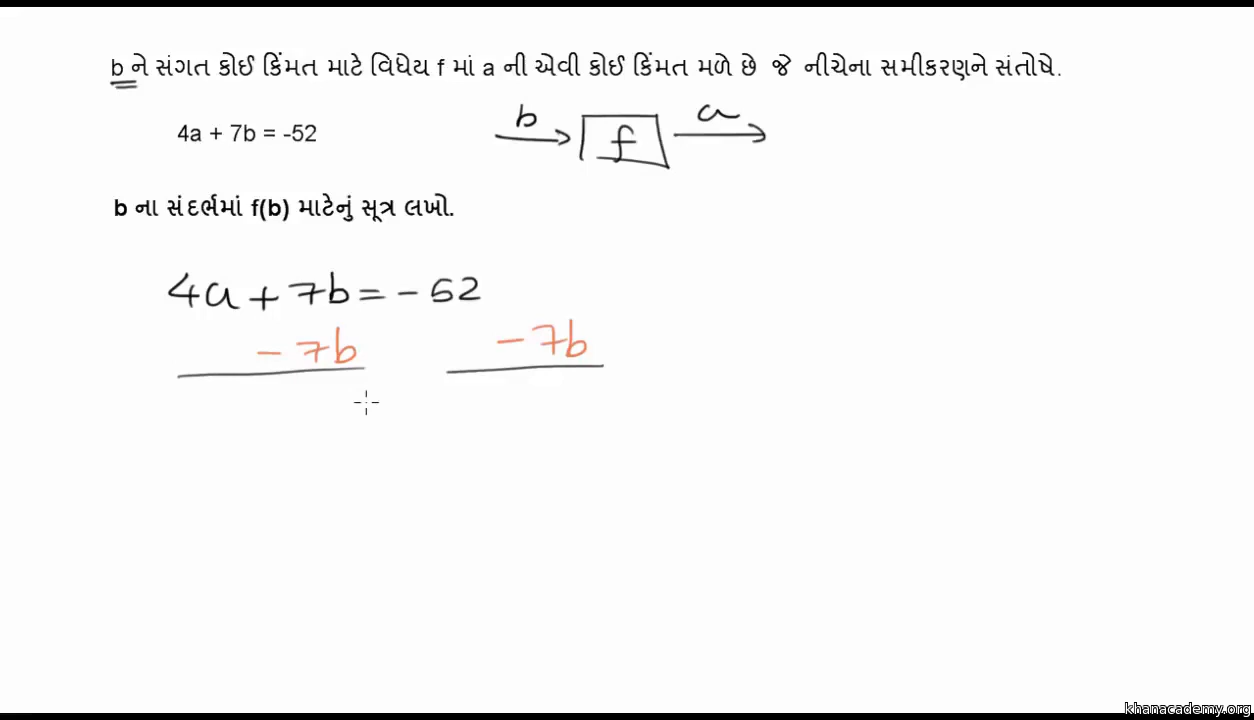 b ને સંગત કોઈ કિંમત માટે વિધેય f માં a ની એવી કોઈ કિંમત મળે છે જે નીચેના સમીકરણને સંતોષે.
4a + 7b = -52
b
f
a
b ના સંદર્ભમાં f(b) માટેનું સૂત્ર લખો.
4a + 7b = - 52
- 7b - 7b
khanacademy.org